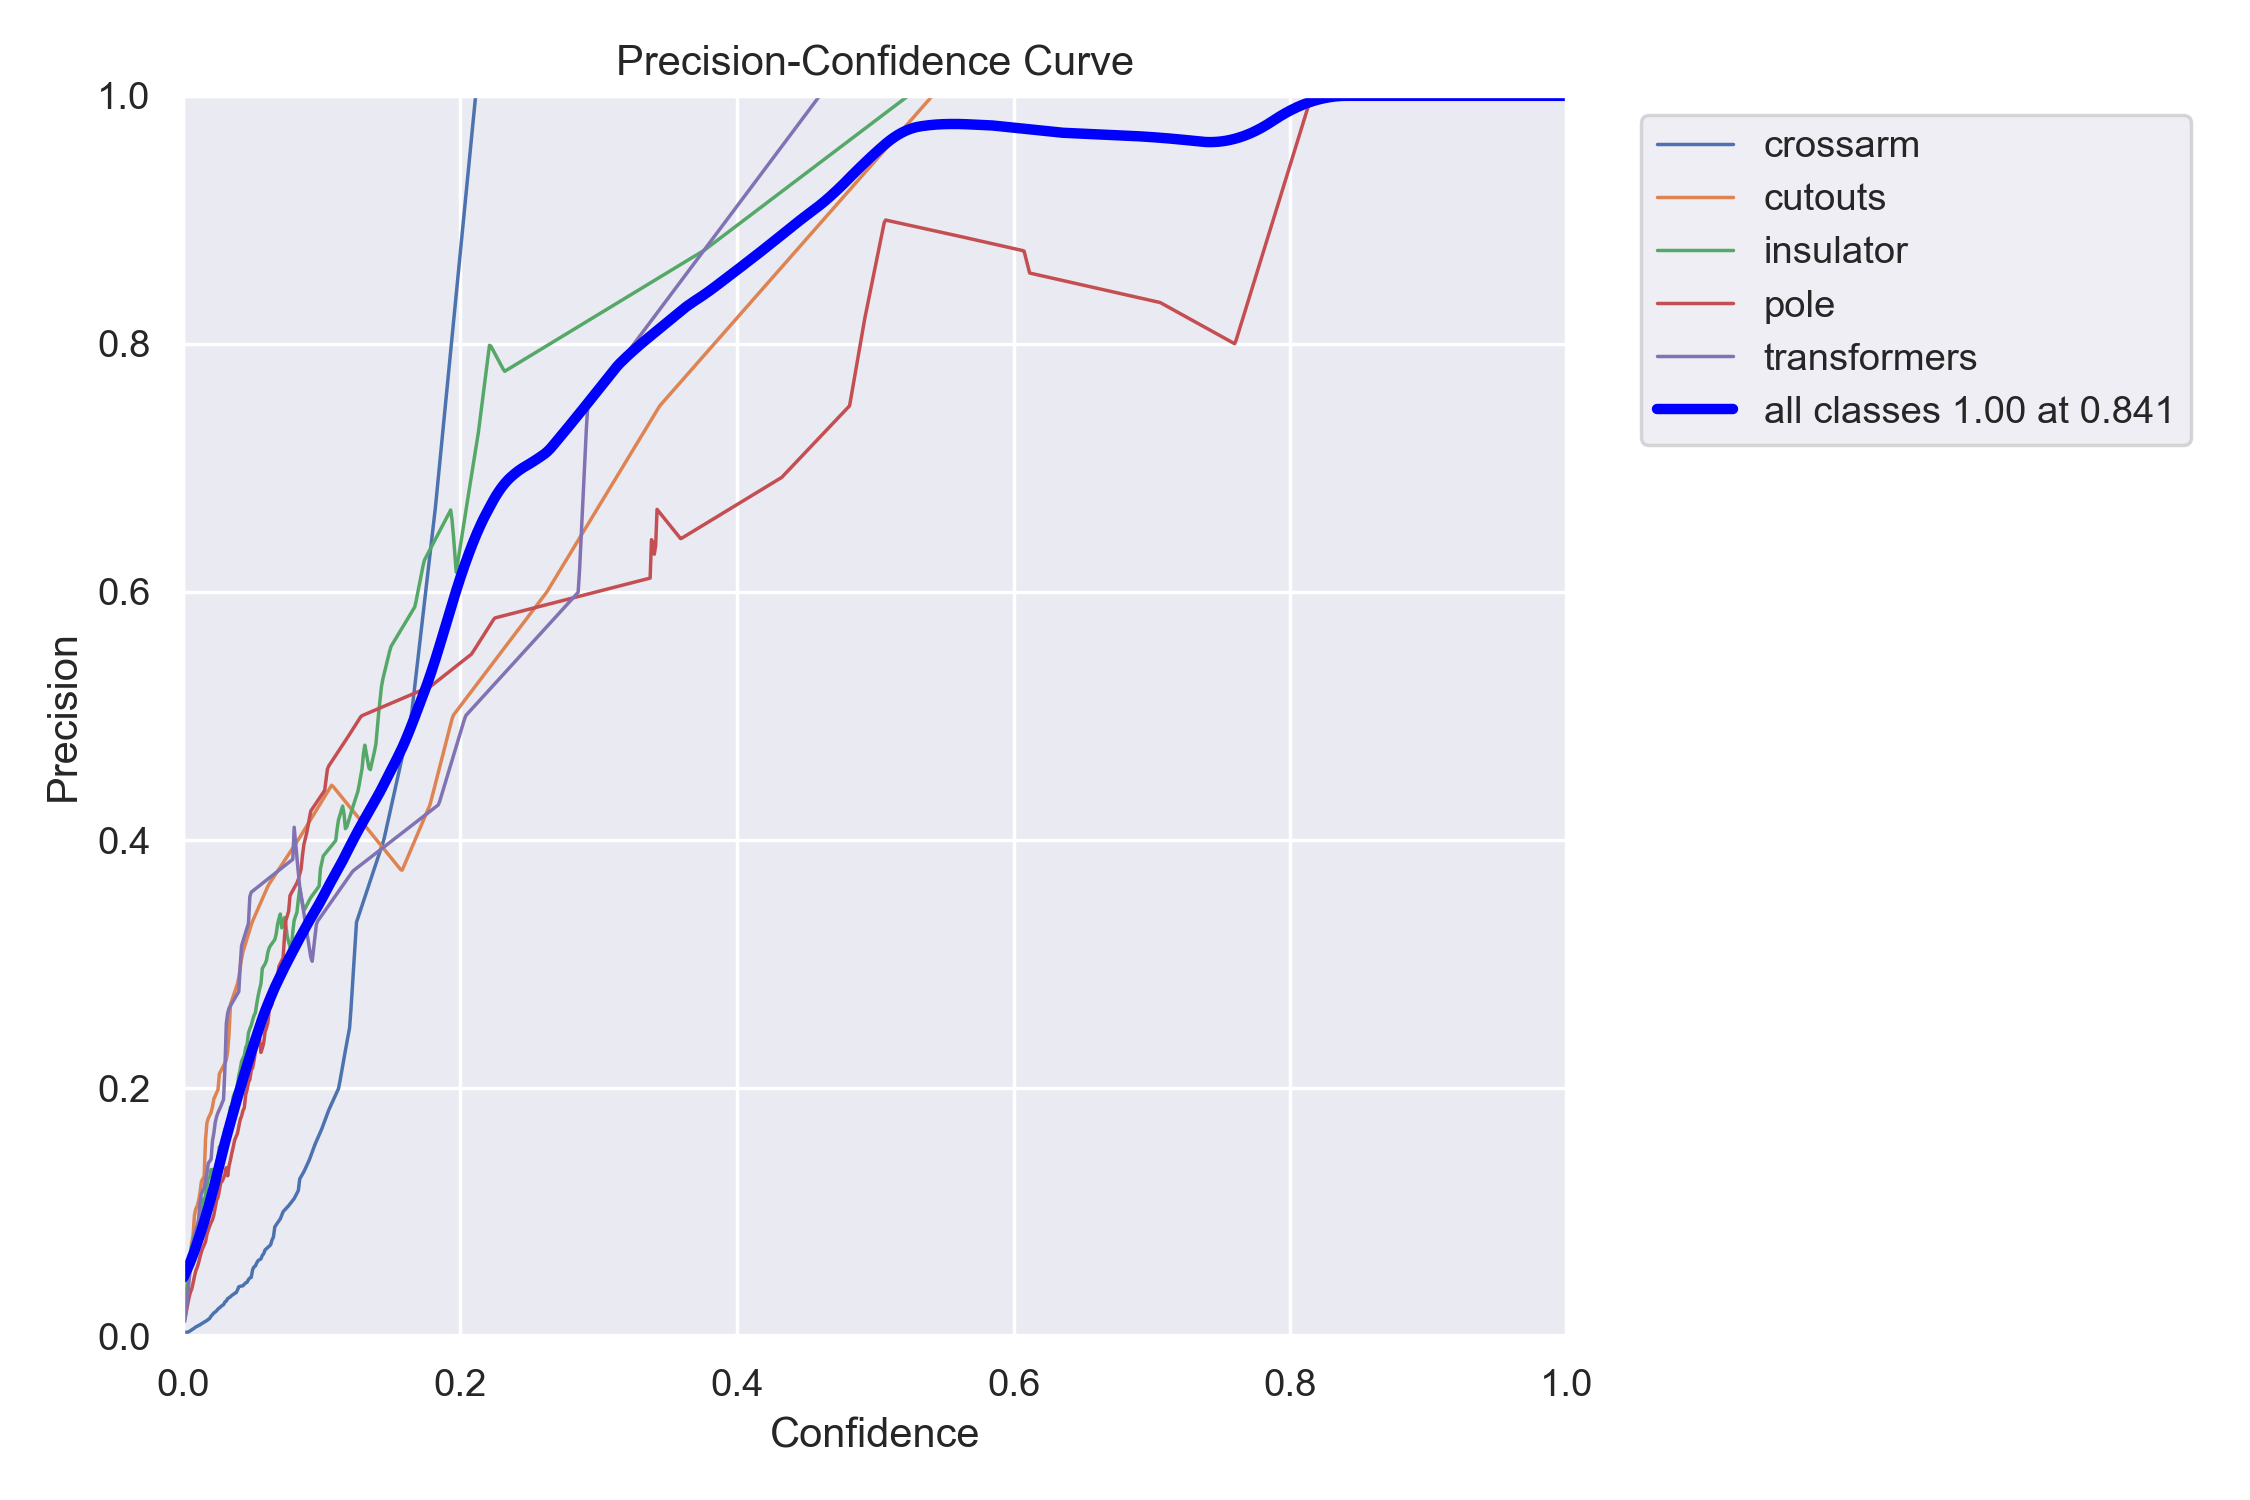 Precision-Confidence Curve
1.0
0.8
0.6
0.4
0.2
0.0
Precision
0.0 0.2 0.4 0.6 0.8 1.0
Confidence
crossarm
cutouts
insulator
pole
transformers
all classes 1.00 at 0.841